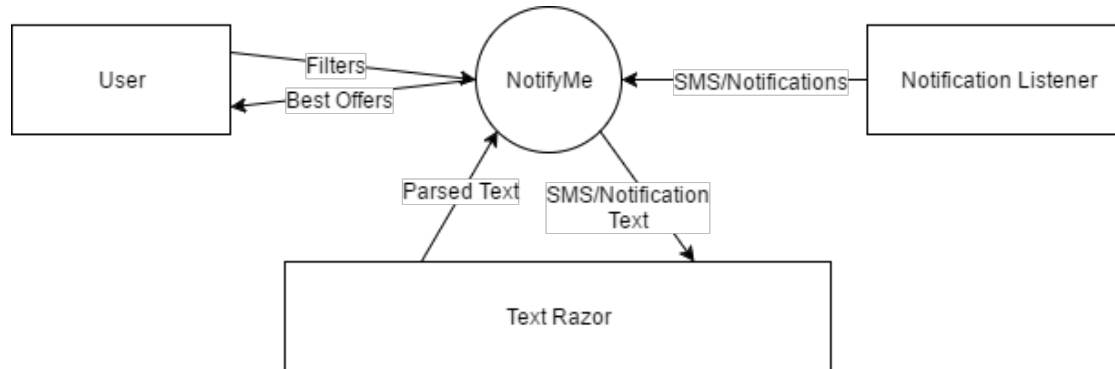 User
Filters
Best Offers
NotifyMe
SMS/Notifications
Notification Listener
Parsed Text
SMS/Notification
Text
Text Razor